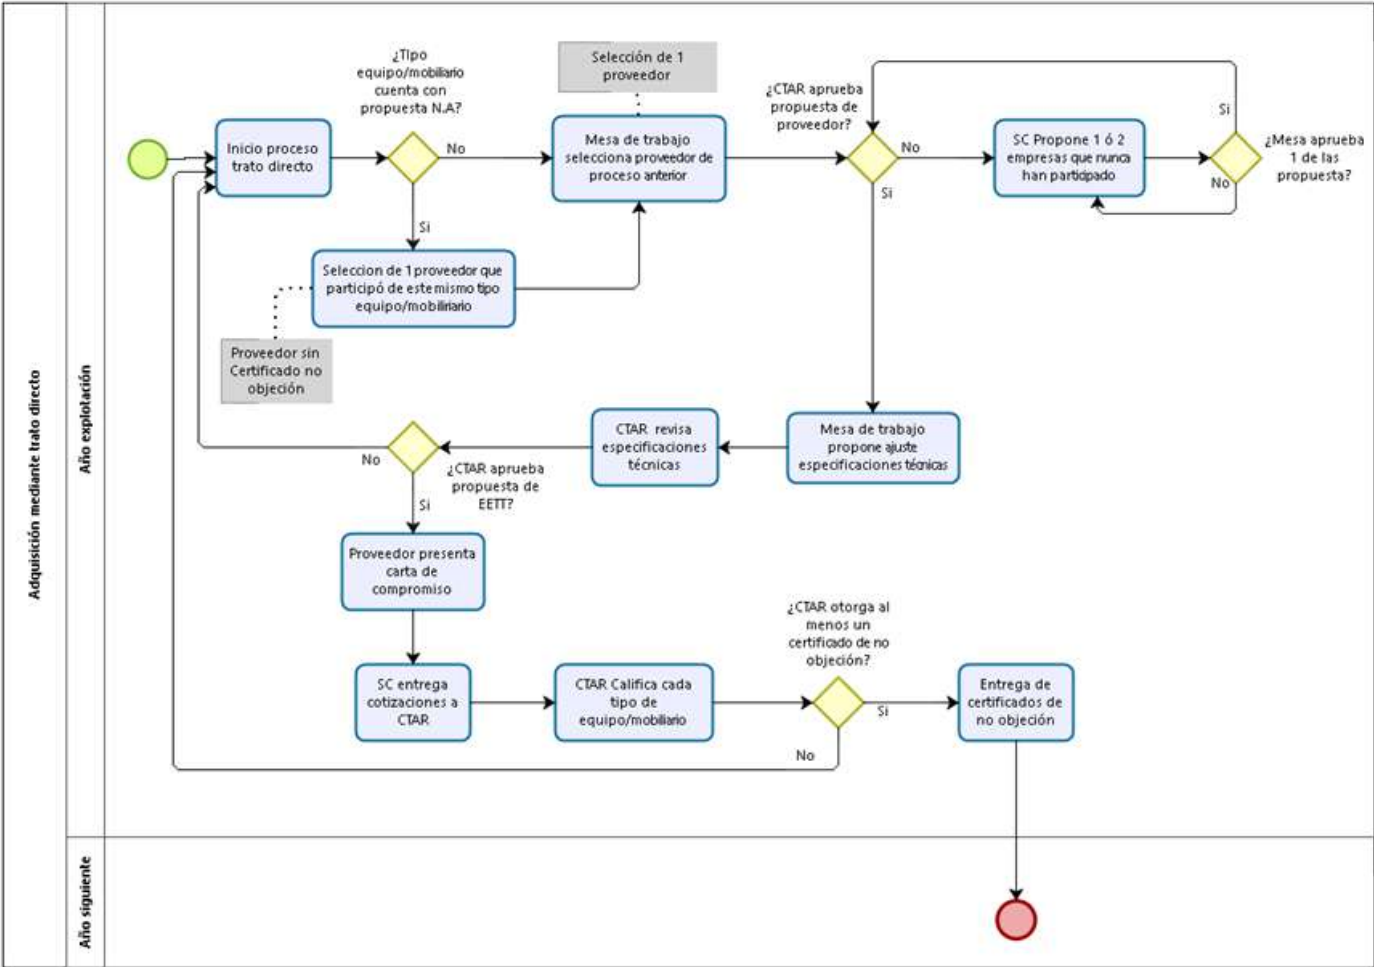 Adquisición mediante trato directo
Año explotación
Año siguiente
Inicio proceso
trato directo
¿Tipo
equipo/mobiliario
cuenta con
propuesta N.A?
No
Si
Selección de 1
proveedor
Mesa de trabajo
selecciona proveedor de
proceso anterior
¿CTAR aprueba
propuesta de
proveedor?
No
Si
SC Propone 1 ó 2
empresas que nunca
han participado
Si
No
¿Mesa aprueba
1 de las
propuesta?
Seleccion de 1 proveedor que
participó de este mismo tipo
equipo/mobilirario
Proveedor sin
Certificado no
objeción
Mesa de trabajo
propone ajuste
especificaciones técnicas
CTAR revisa
especificaciones
técnicas
¿CTAR aprueba
propuesta de
EETT?
No
Si
Proveedor presenta
carta de
compromiso
SC entrega
cotizaciones a
CTAR
CTAR Califica cada
tipo de
equipo/mobiliario
¿CTAR otorga al
menos un
certificado de no
objeción?
No
Si
Entrega de
certificados de
no objeción